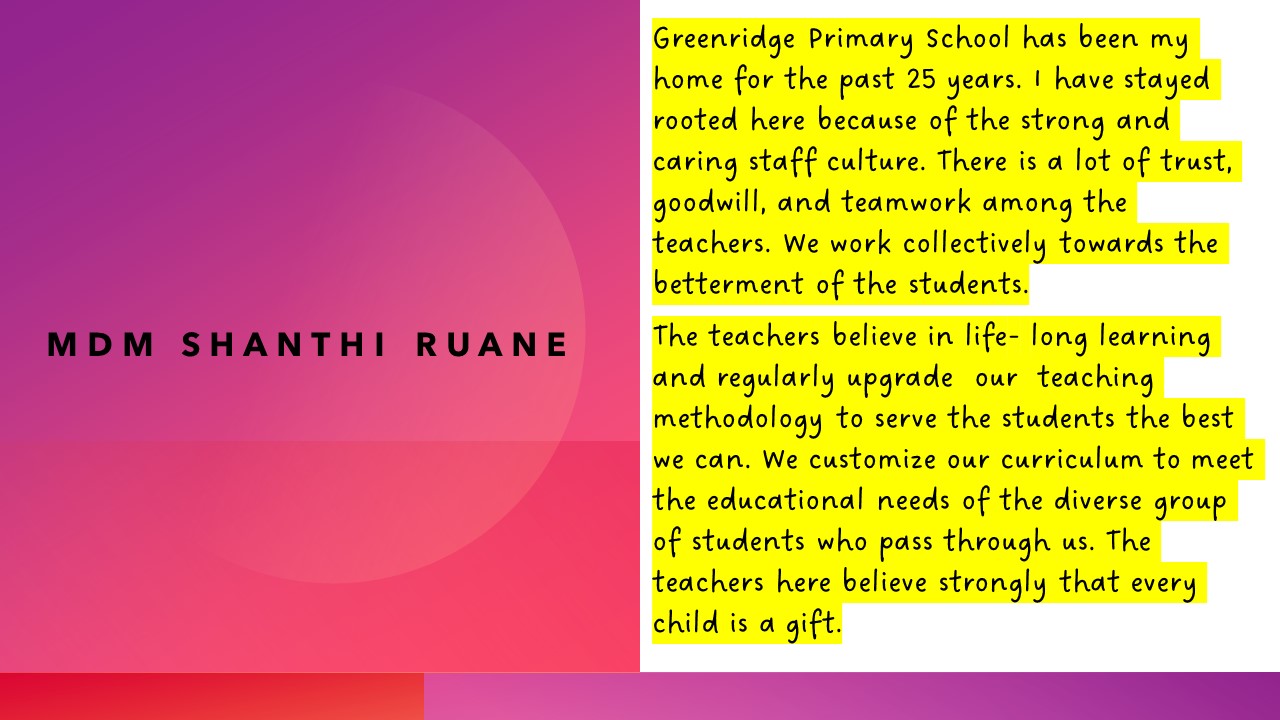 MDM SHANTHI RUANE
Greenridge Primary School has been my
home for the past 25 years. I have stayed
rooted here because of the strong and
caring staff culture. There is a lot of trust,
goodwill, and teamwork among the
teachers. We work collectively towards the
betterment of the students.
The teachers believe in life- long learning
and regularly upgrade  our  teaching
methodology to serve the students the best
we can. We customize our curriculum to meet
the educational needs of the diverse group
of students who pass through us. The
teachers here believe strongly that every
child is a gift.